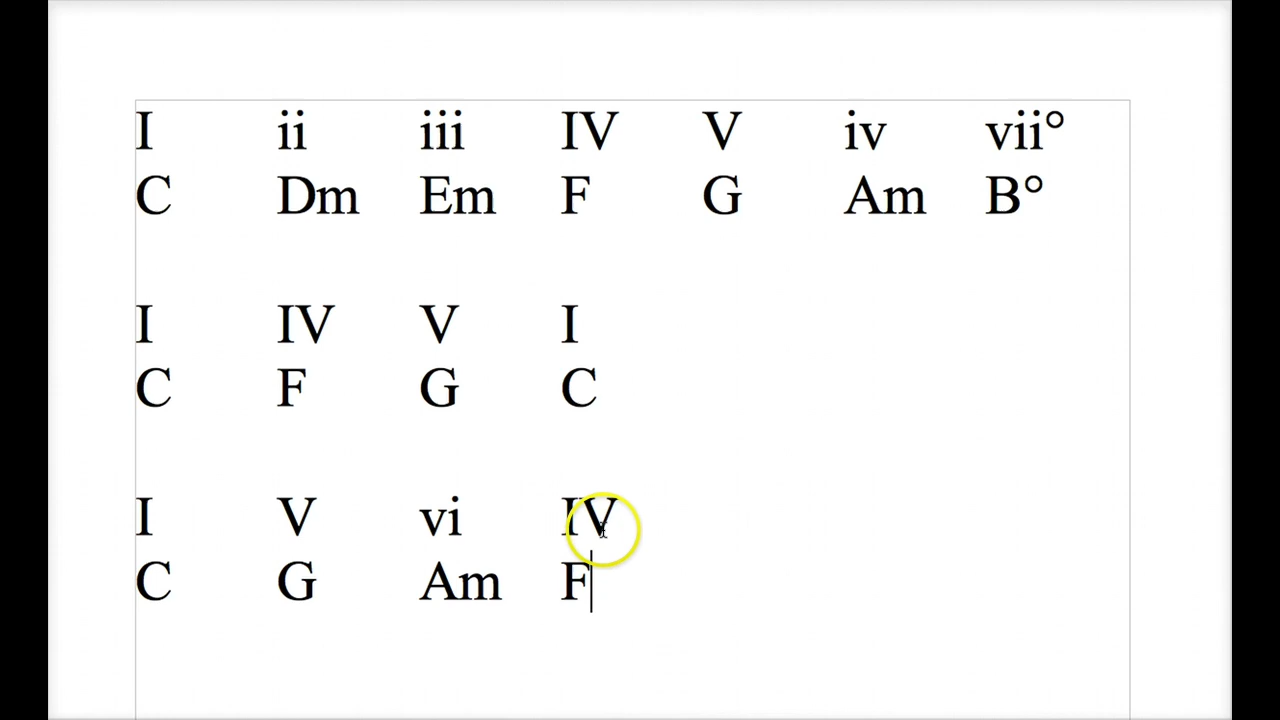 I ii iii IV V iv vii°
C Dm Em F G Am B°
I IV V I
C F G C
I V vi IV
C G Am F